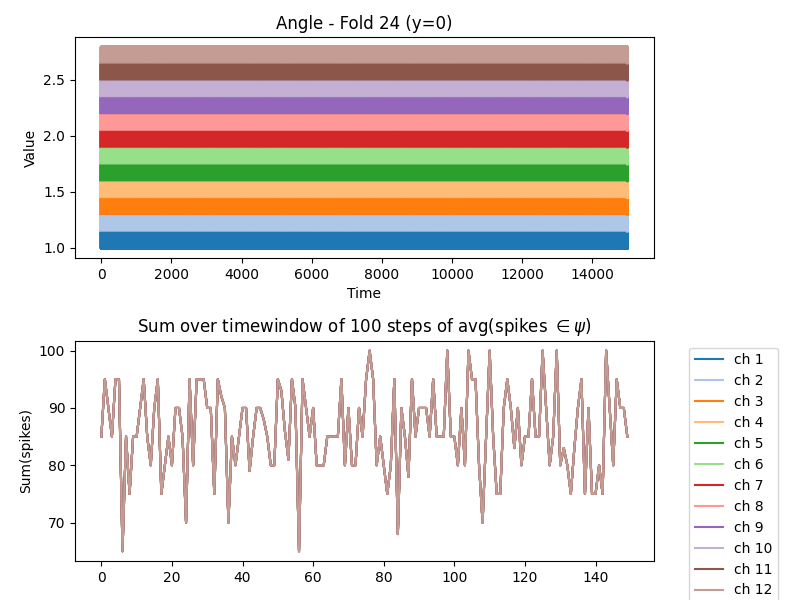 Angle - Fold 24 (y=0)
Value
2.5
2.0
1.5
1.0
0 2000 4000 6000 8000 10000 12000 14000
Time
Sum over timewindow of 100 steps of avg(spikes ∈ ψ)
Sum(spikes)
100
90
80
70
0 20 40 60 80 100 120 140
ch 1
ch 2
ch 3
ch 4
ch 5
ch 6
ch 7
ch 8
ch 9
ch 10
ch 11
ch 12